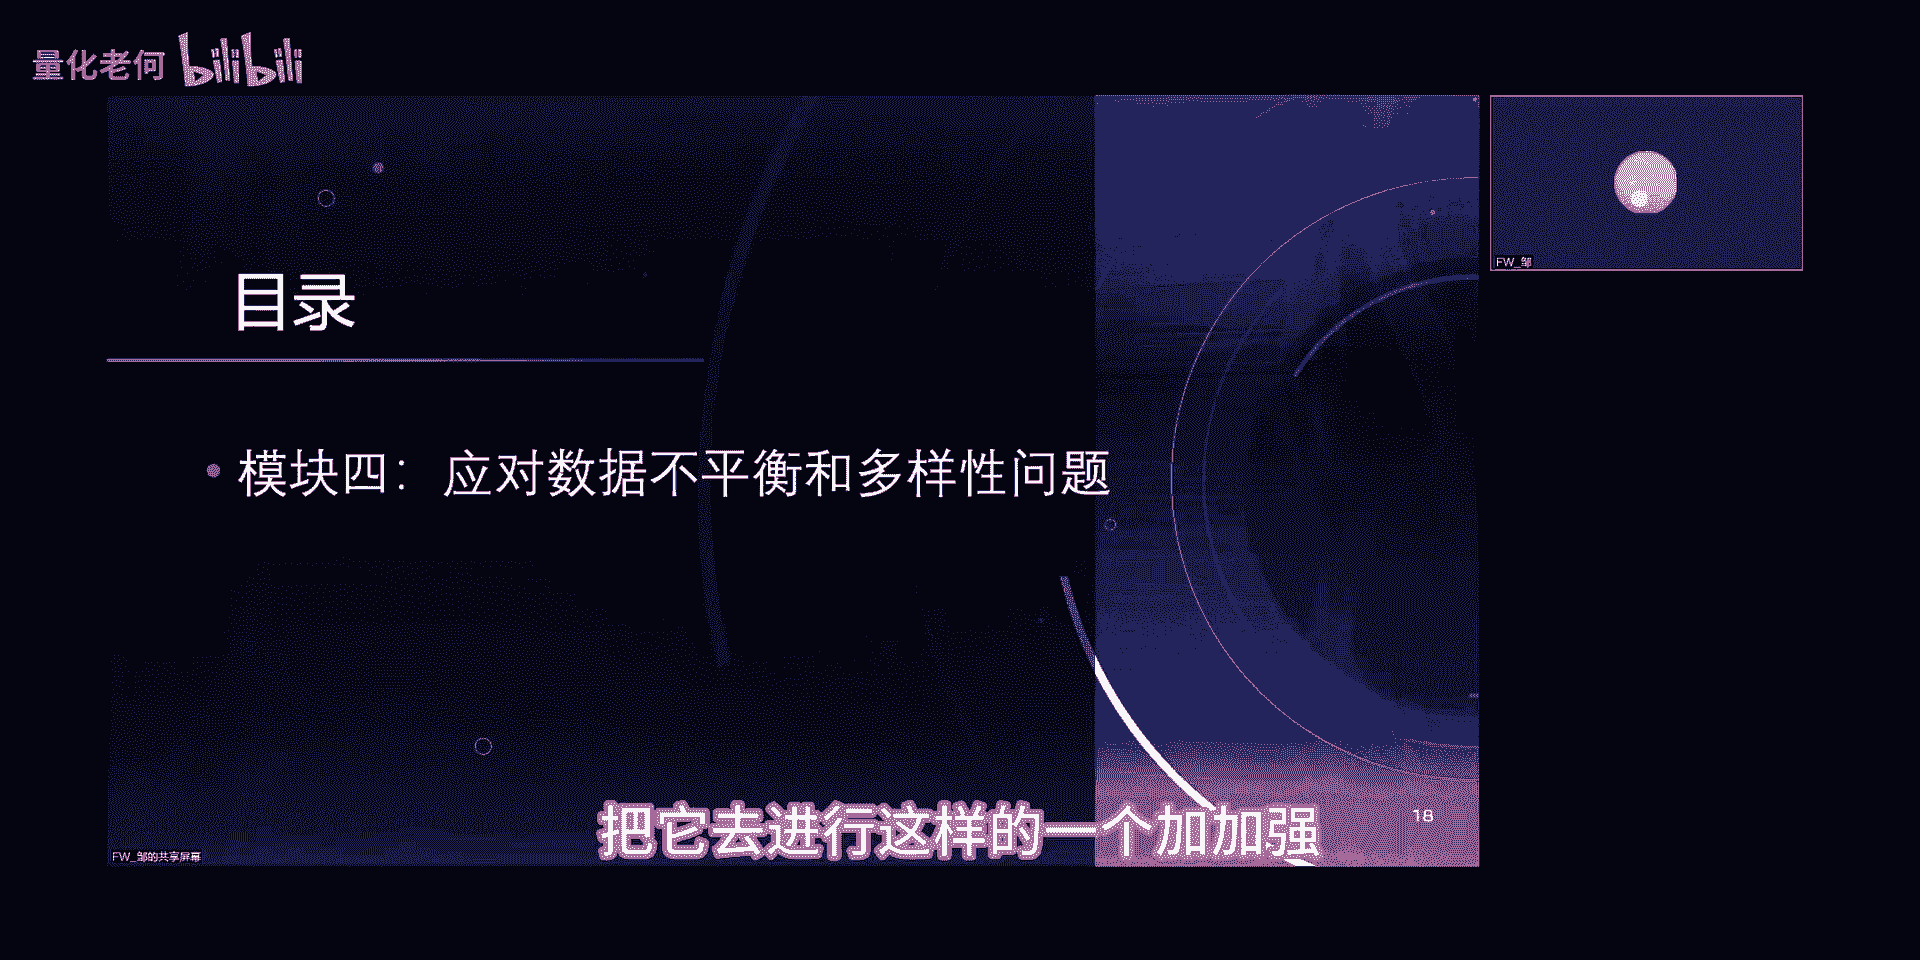 量化老何 bilibili
FW_邹
目录
模块四：应对数据不平衡和多样性问题
把它去进行这样的一个加加强
18
FW_邹的共享屏幕